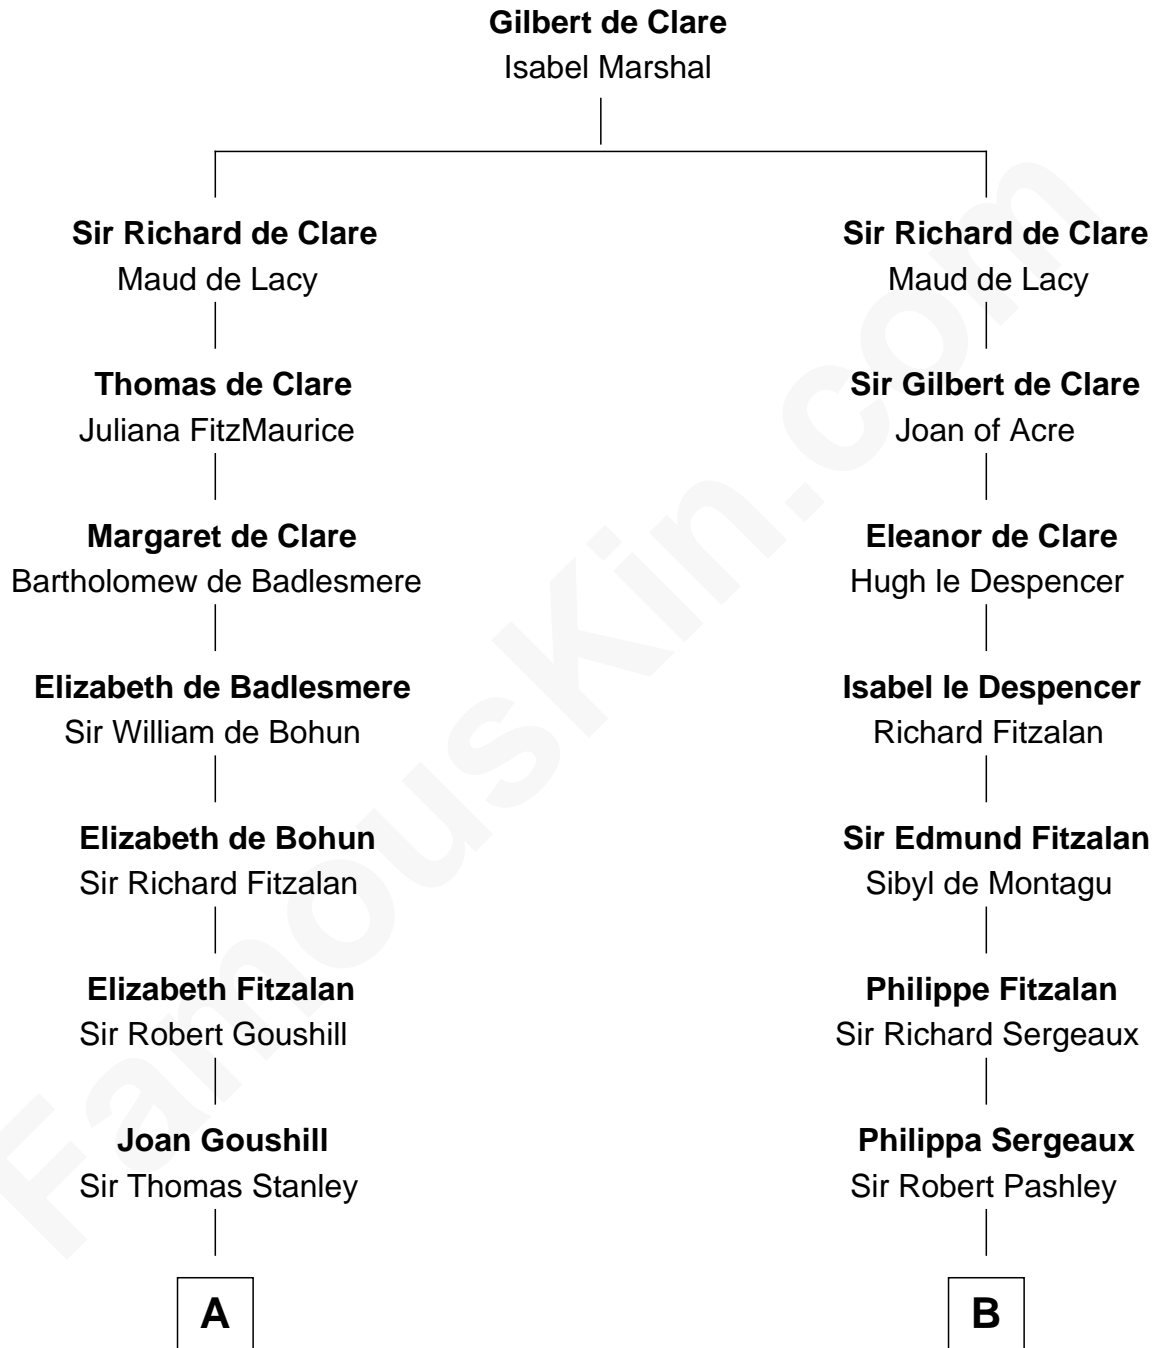 Gilbert de Clare
Isabel Marshal
Sir Richard de Clare
Maud de Lacy
Thomas de Clare
Juliana FitzMaurice
Margaret de Clare
Bartholomew de Badlesmere
Elizabeth de Badlesmere
Sir William de Bohun
Elizabeth de Bohun
Sir Richard Fitzalan
Elizabeth Fitzalan
Sir Robert Goushill
Joan Goushill
Sir Thomas Stanley
A
Sir Richard de Clare
Maud de Lacy
Sir Gilbert de Clare
Joan of Acre
Eleanor de Clare
Hugh le Despencer
Isabel le Despencer
Richard Fitzalan
Sir Edmund Fitzalan
Sibyl de Montagu
Philippe Fitzalan
Sir Richard Sergeaux
Philippa Sergeaux
Sir Robert Pashley
B
FamousKin.com